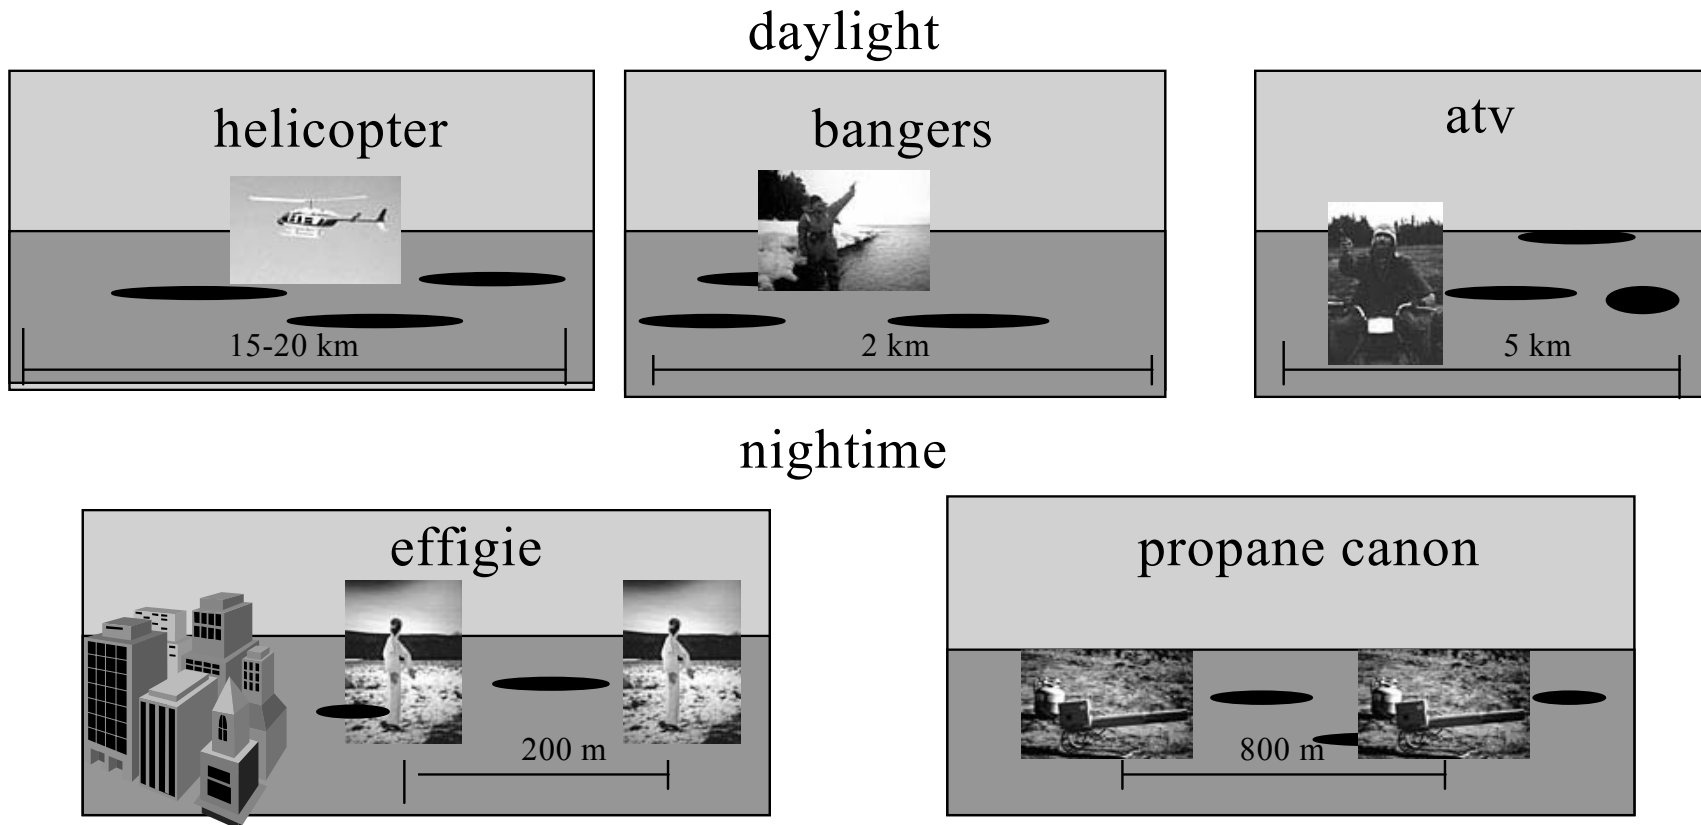 daylight
helicopter
bangers
atv
15-20 km
2 km
5 km
nightime
effigie
propane canon
200 m
800 m